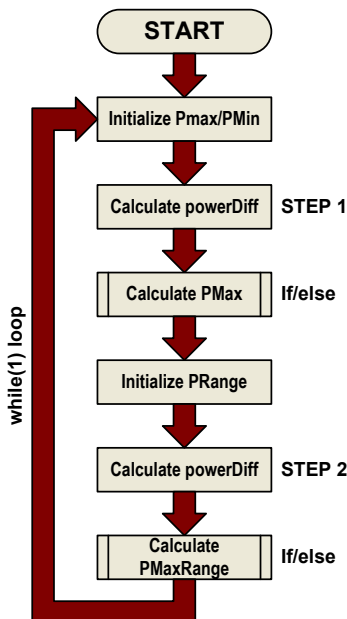 START
Initialize Pmax/PMin
Calculate powerDiff
STEP 1
Calculate PMax
If/else
Initialize PRange
Calculate powerDiff
STEP 2
Calculate
PMaxRange
If/else
while(1) loop